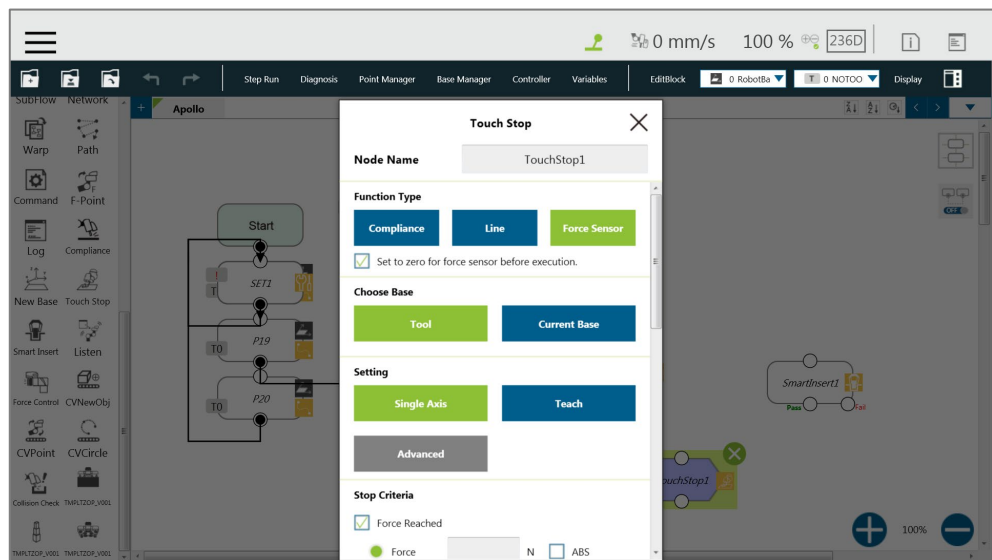 0 mm/s 100 % 236D
Step Run Diagnosis Point Manager Base Manager Controller Variables EditBlock 0 RobotBa T 0 NOTOO Display
SubFlow Network
+ Apollo
Touch Stop
Warp Path
Node Name TouchStop1
Command F-Point
Function Type
Compliance Line Force Sensor
Start
Log Compliance
Set to zero for force sensor before execution.
OFF
New Base Touch Stop
T SET1
Choose Base
Tool Current Base
Smart Insert Listen
T0 P19
Setting
Force Control CVNewObj
SmartInsert1
Single Axis Teach
T0 P20
Pass Fail
CVPoint CVCircle
Advanced
Collision Check TMPLTZOP_V001
ouchStop1
Stop Criteria
Force Reached
100%
TMPLTZOP_V001 TMPLTZOP_V001
Force N ABS